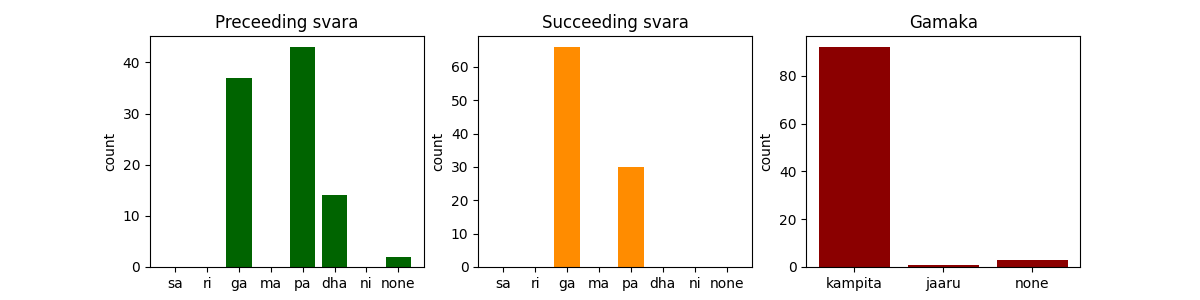 Preceeding svara
count
40
30
20
10
0
sa ri ga ma pa dha ni none
Succeeding svara
count
60
50
40
30
20
10
0
sa ri ga ma pa dha ni none
Gamaka
count
80
60
40
20
0
kampita jaaru none